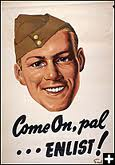 Come On, pal
...ENLIST!